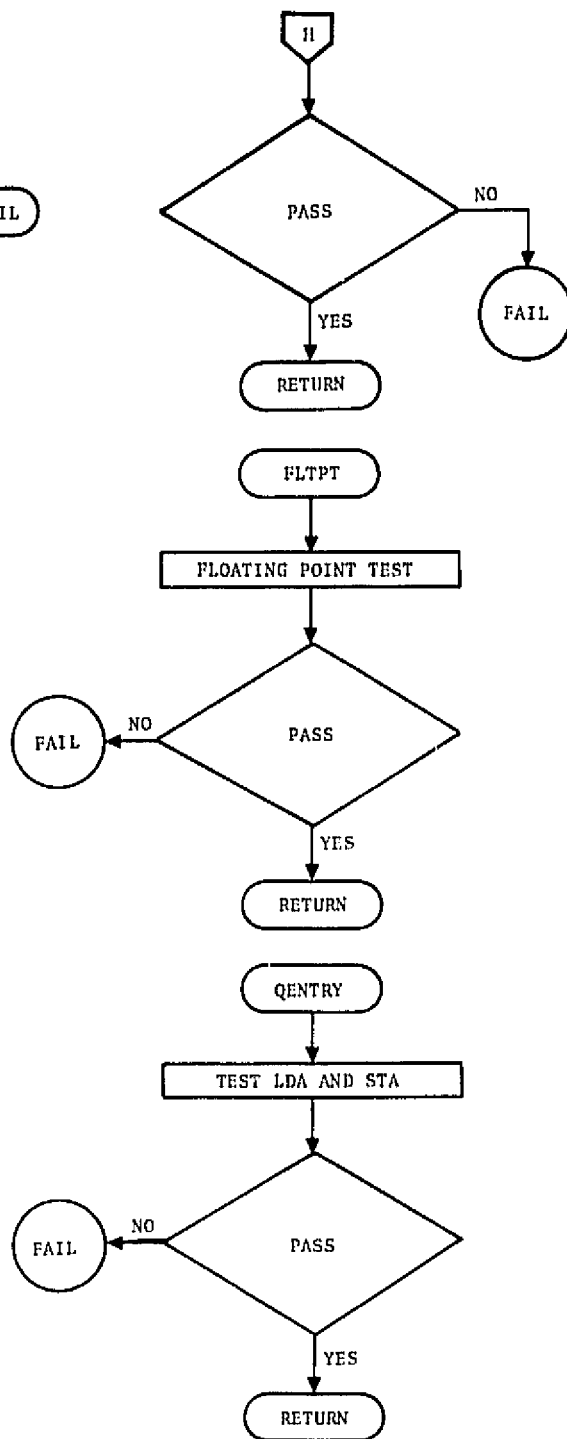 H
PASS
NO
IL
FAIL
YES
RETURN
FLTPT
FLOATING POINT TEST
NO
FAIL
PASS
YES
RETURN
QENTRY
TEST LDA AND STA
NO
FAIL
PASS
YES
RETURN